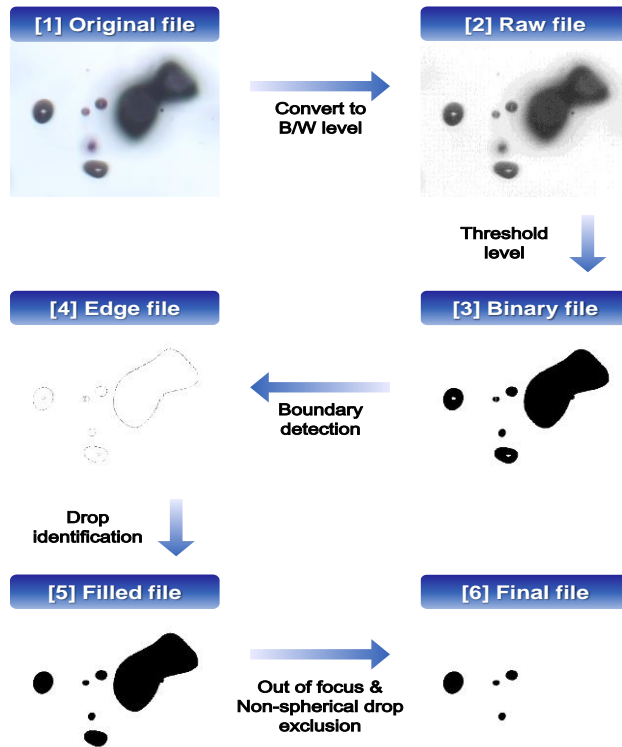 [1] Original file
[2] Raw file
Convert to
B/W level
Threshold
level
[4] Edge file
[3] Binary file
Boundary
detection
Drop
identification
[5] Filled file
[6] Final file
Out of focus &
Non-spherical drop
exclusion